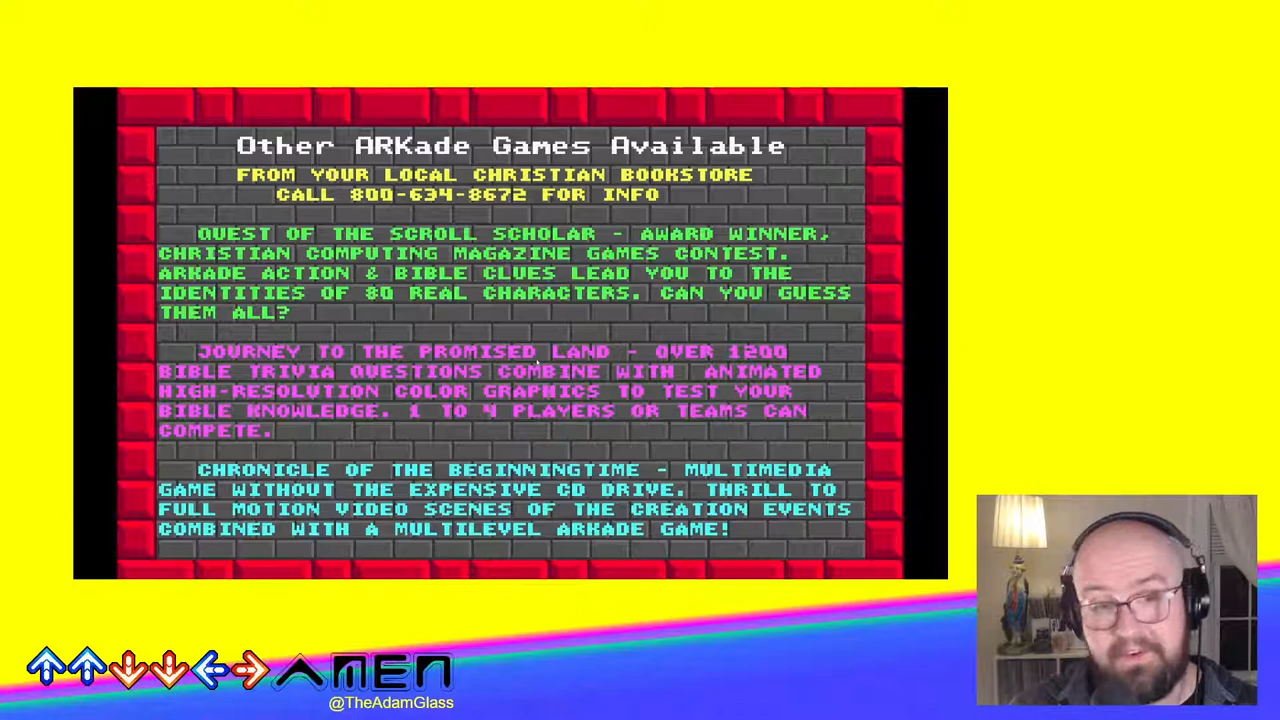 Other ARKade Games Available
FROM YOUR LOCAL CHRISTIAN BOOKSTORE
CALL 800-634-8672 FOR INFO
QUEST OF THE SCROLL SCHOLAR - AWARD WINNER,
CHRISTIAN COMPUTING MAGAZINE GAMES CONTEST.
ARKADE ACTION & BIBLE CLUES LEAD YOU TO THE
IDENTITIES OF 80 REAL CHARACTERS. CAN YOU GUESS
THEM ALL?
JOURNEY TO THE PROMISED LAND - OVER 1200
BIBLE TRIVIA QUESTIONS COMBINE WITH ANIMATED
HIGH-RESOLUTION COLOR GRAPHICS TO TEST YOUR
BIBLE KNOWLEDGE. 1 TO 4 PLAYERS OR TEAMS CAN
COMPETE.
CHRONICLE OF THE BEGINNINGTIME - MULTIMEDIA
GAME WITHOUT THE EXPENSIVE CD DRIVE. THRILL TO
FULL MOTION VIDEO SCENES OF THE CREATION EVENTS
COMBINED WITH A MULTILEVEL ARKADE GAME!
AMEN
@TheAdamGlass